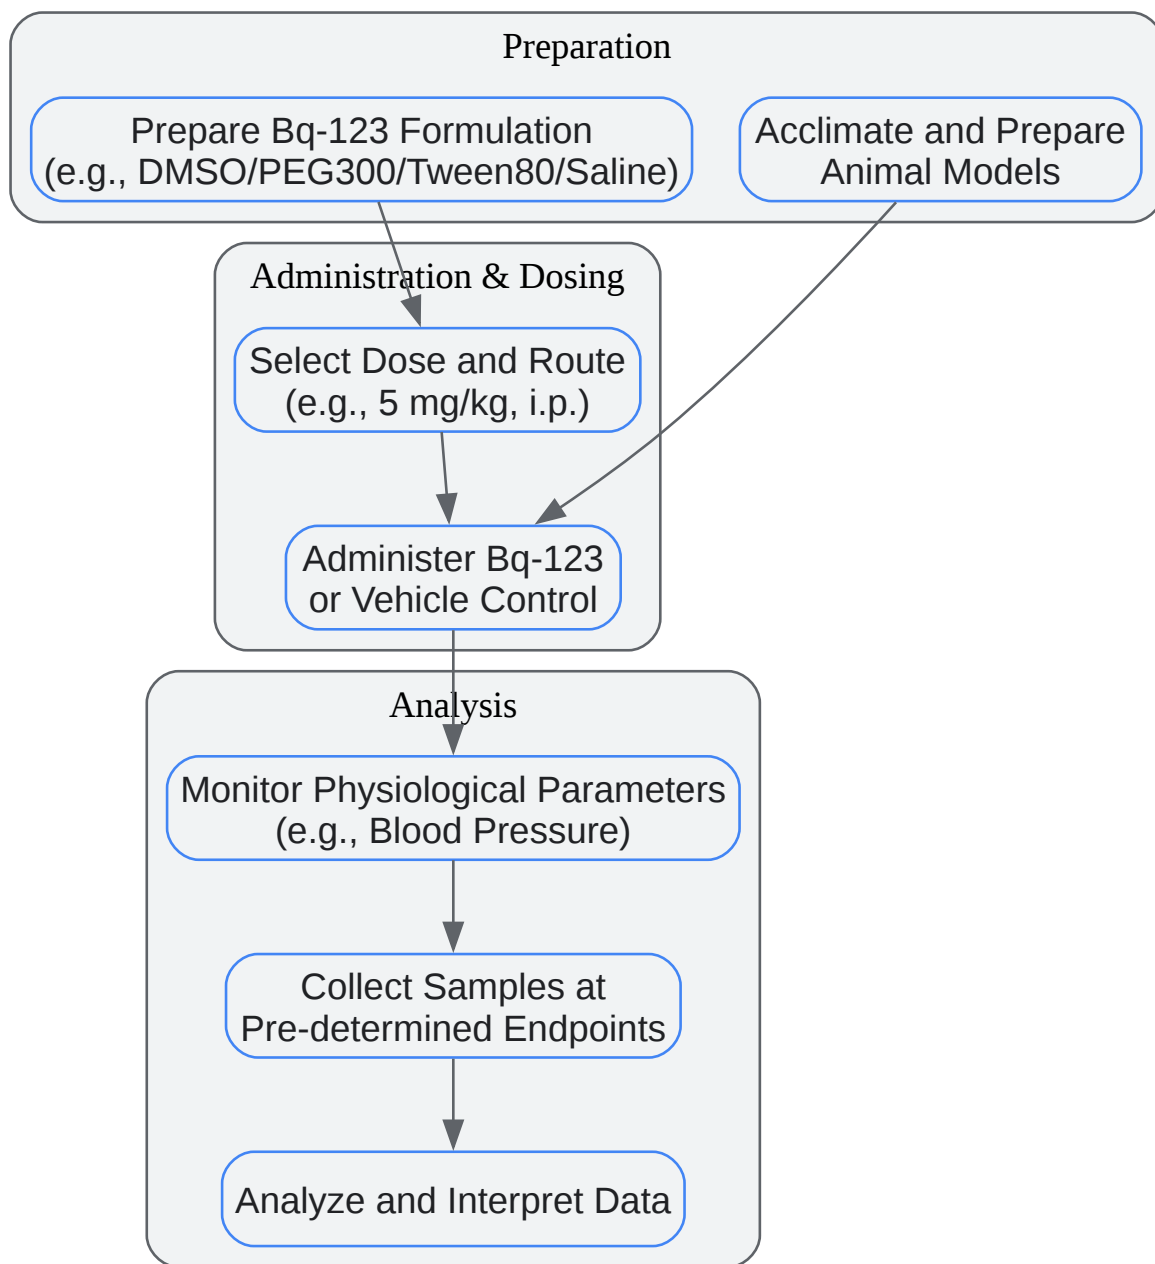 Preparation
Prepare Bq-123 Formulation
(e.g., DMSO/PEG300/Tween80/Saline)
Acclimate and Prepare
Animal Models
Administration & Dosing
Select Dose and Route
(e.g., 5 mg/kg, i.p.)
Administer Bq-123
or Vehicle Control
Analysis
Monitor Physiological Parameters
(e.g., Blood Pressure)
Collect Samples at
Pre-determined Endpoints
Analyze and Interpret Data